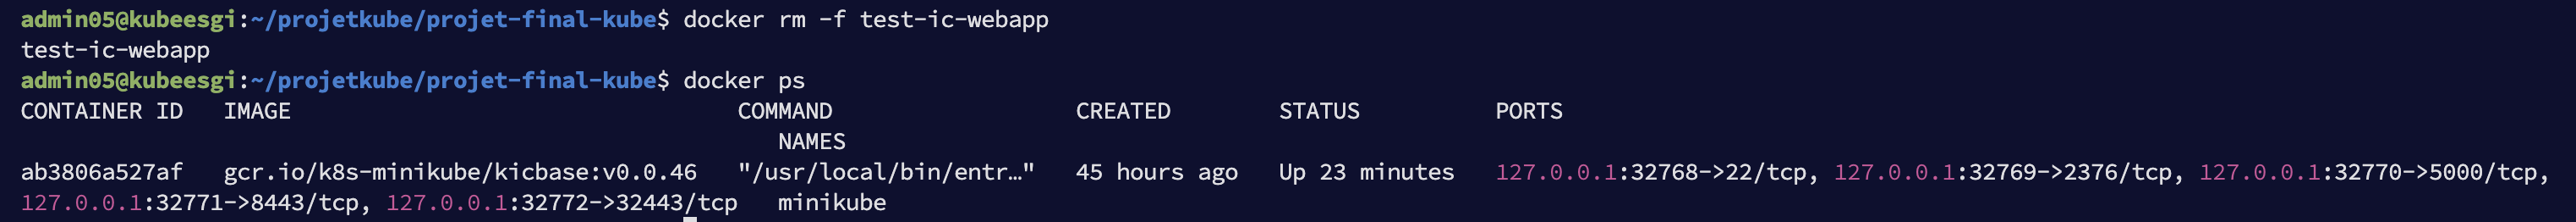 admin05@kubeesgi:~/projetkube/projet-final-kube$ docker rm -f test-ic-webapp
test-ic-webapp
admin05@kubeesgi:~/projetkube/projet-final-kube$ docker ps
CONTAINER ID   IMAGE                                 COMMAND                  CREATED        STATUS          PORTS
NAMES
ab3806a527af   gcr.io/k8s-minikube/kicbase:v0.0.46   "/usr/local/bin/entr…"   45 hours ago   Up 23 minutes   127.0.0.1:32768->22/tcp, 127.0.0.1:32769->2376/tcp, 127.0.0.1:32770->5000/tcp,
127.0.0.1:32771->8443/tcp, 127.0.0.1:32772->32443/tcp   minikube